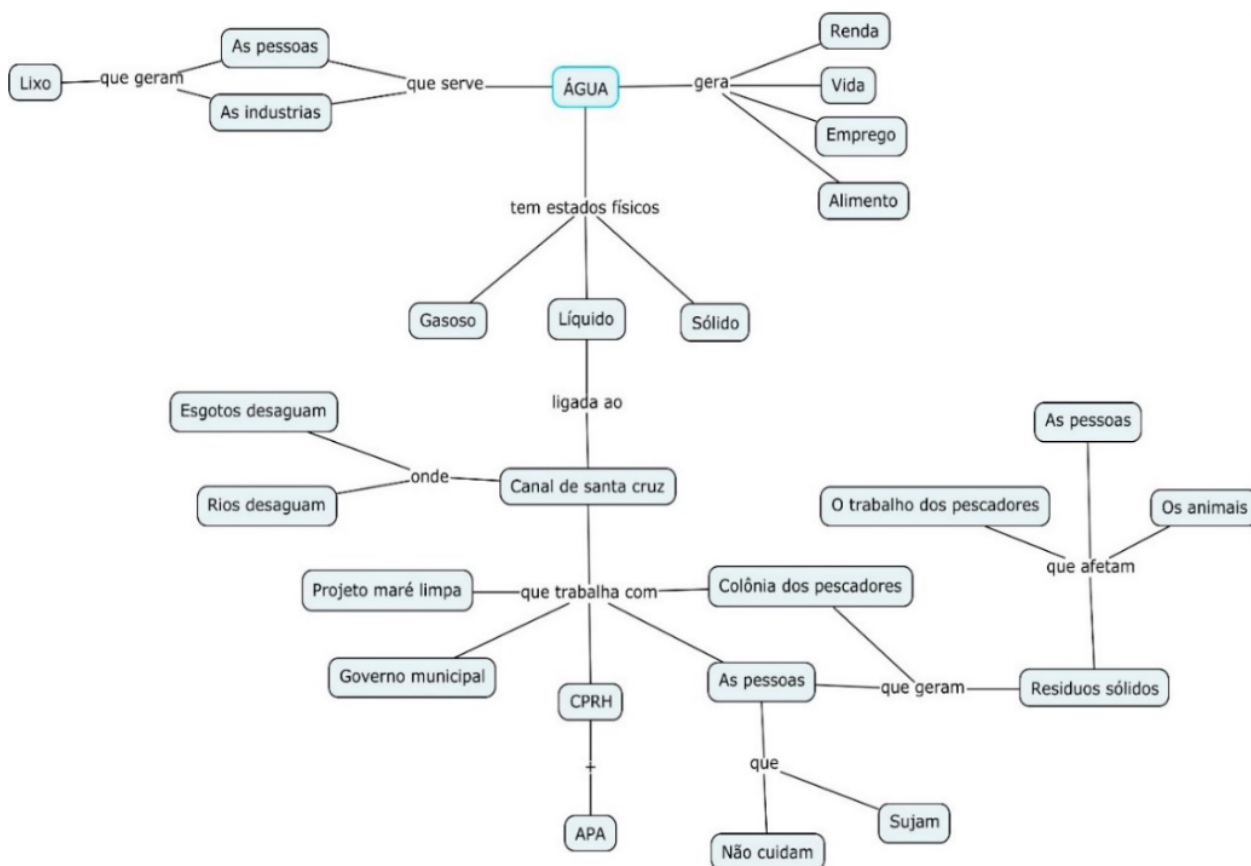 Renda
As pessoas
Lixo
que geram
que serve
ÁGUA
gera
Vida
As industrias
Emprego
Alimento
tem estados físicos
Gasoso
Líquido
Sólido
ligada ao
Esgotos desaguam
As pessoas
onde
Canal de santa cruz
Rios desaguam
O trabalho dos pescadores
Os animais
que afetam
Projeto maré limpa
que trabalha com
Colônia dos pescadores
Governo municipal
As pessoas
que geram
Residuos sólidos
CPRH
+
que
APA
Sujam
Não cuidam